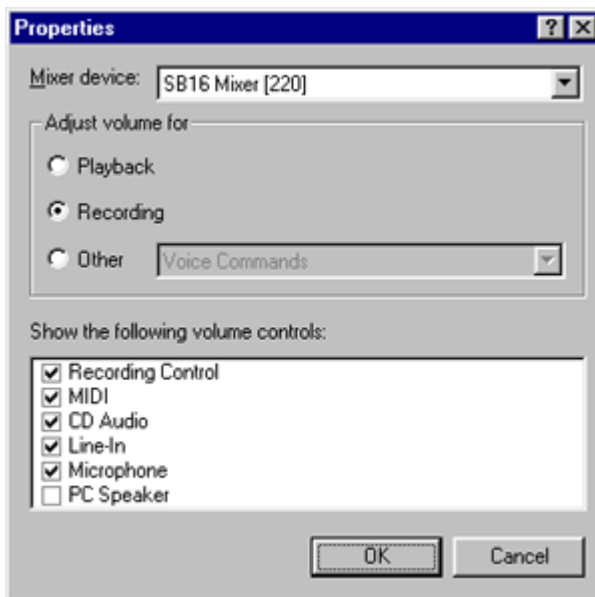 Properties
Mixer device: SB16 Mixer [220]
Adjust volume for
Playback
Recording
Other Voice Commands
Show the following volume controls:
Recording Control
MIDI
CD Audio
Line-In
Microphone
PC Speaker
OK Cancel